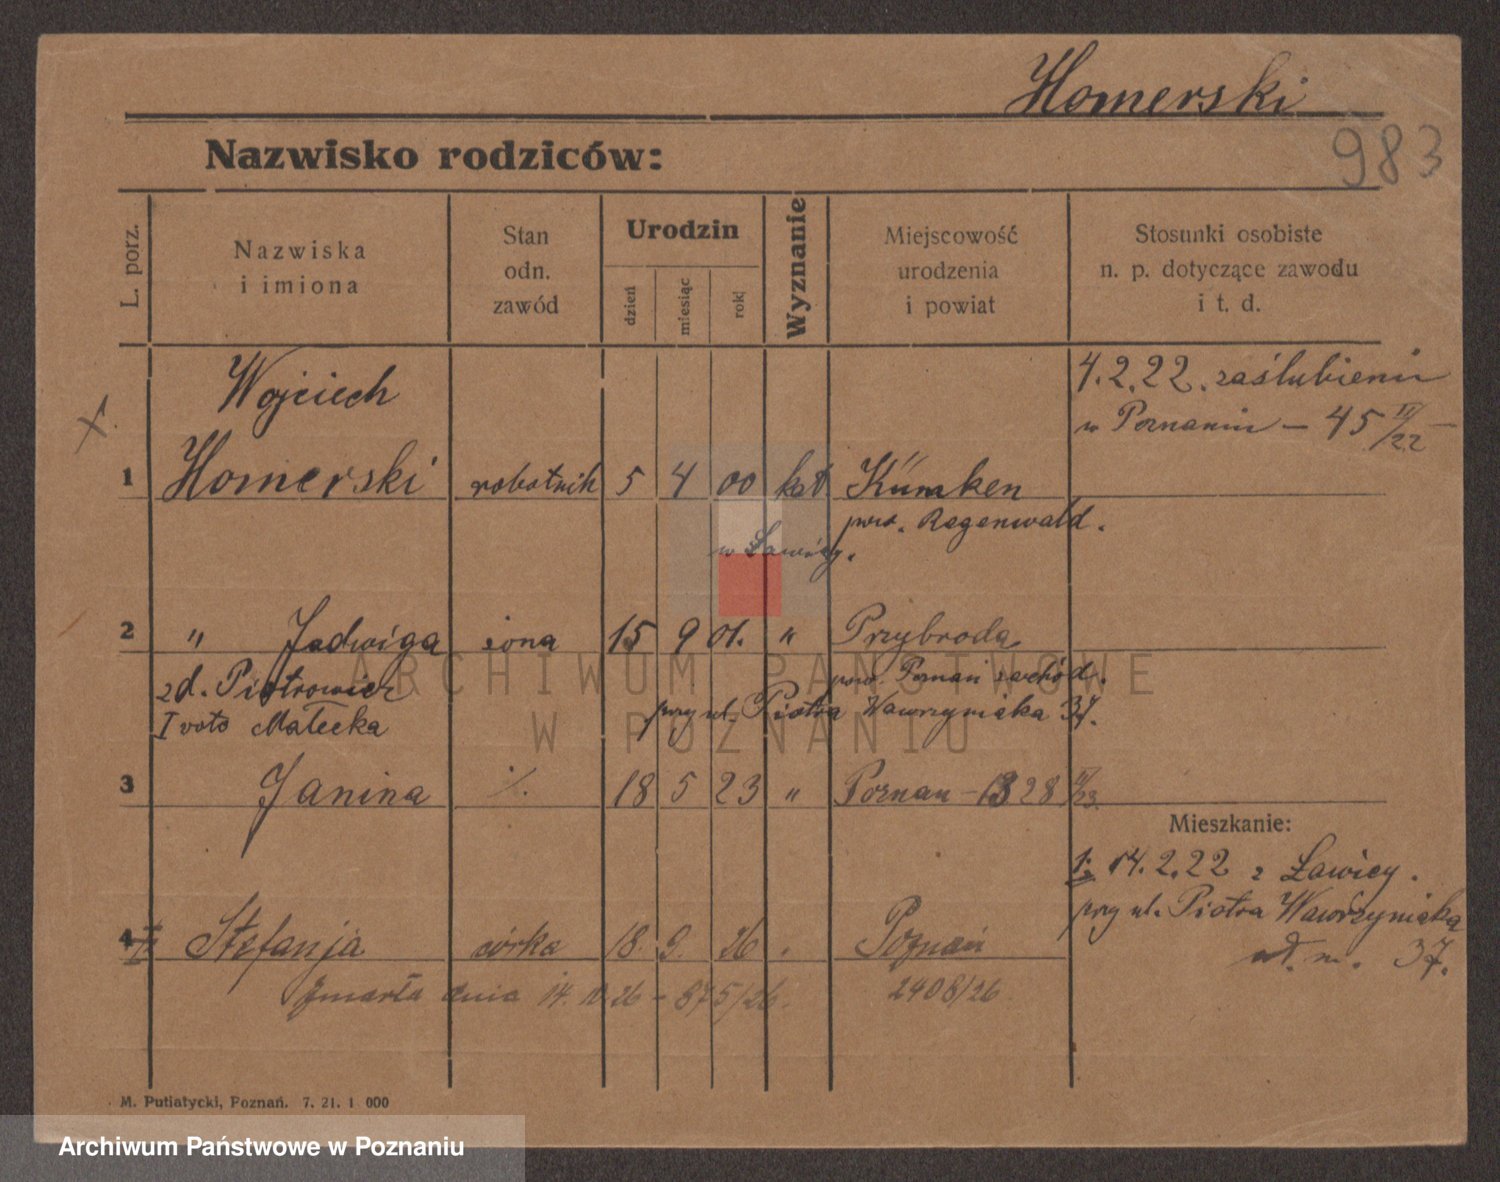 Homerski
Nazwisko rodziców:
983
L. porz.
Nazwiska
i imiona
Stan
odn.
zawód
Urodzin
dzień
miesiąc
rok
Wyznanie
Miejscowość
urodzenia
i powiat
Stosunki osobiste
n. p. dotyczące zawodu
i t. d.
4.2.22. zaślubieni
w Poznaniu – 45 II/22
Wojciech
1 Homerski robotnik 5 4 00 kat. Kümken
pow. Regenwald.
w Ławicy.
2 " Jadwiga żona 15 9 01. " Przybroda
zd. Piotrowicz pow. Poznań zachód.
I voto Małecka przy ul. Piotra Wawrzyniaka 37.
3 Janina ·/. 18 5 23 " Poznań – 1328 /23.
Mieszkanie:
1. 14.2.22 z Ławicy.
przy ul. Piotra Wawrzyniaka
37.
4 Stefanja córka 18. 9. 26 Poznań
Zmarła dnia 14. 10. 26 – 875/26. 2408/26
ARCHIWUM PAŃSTWOWE
W POZNANIU
M. Putiatycki, Poznań. 7. 21. 1 000
Archiwum Państwowe w Poznaniu